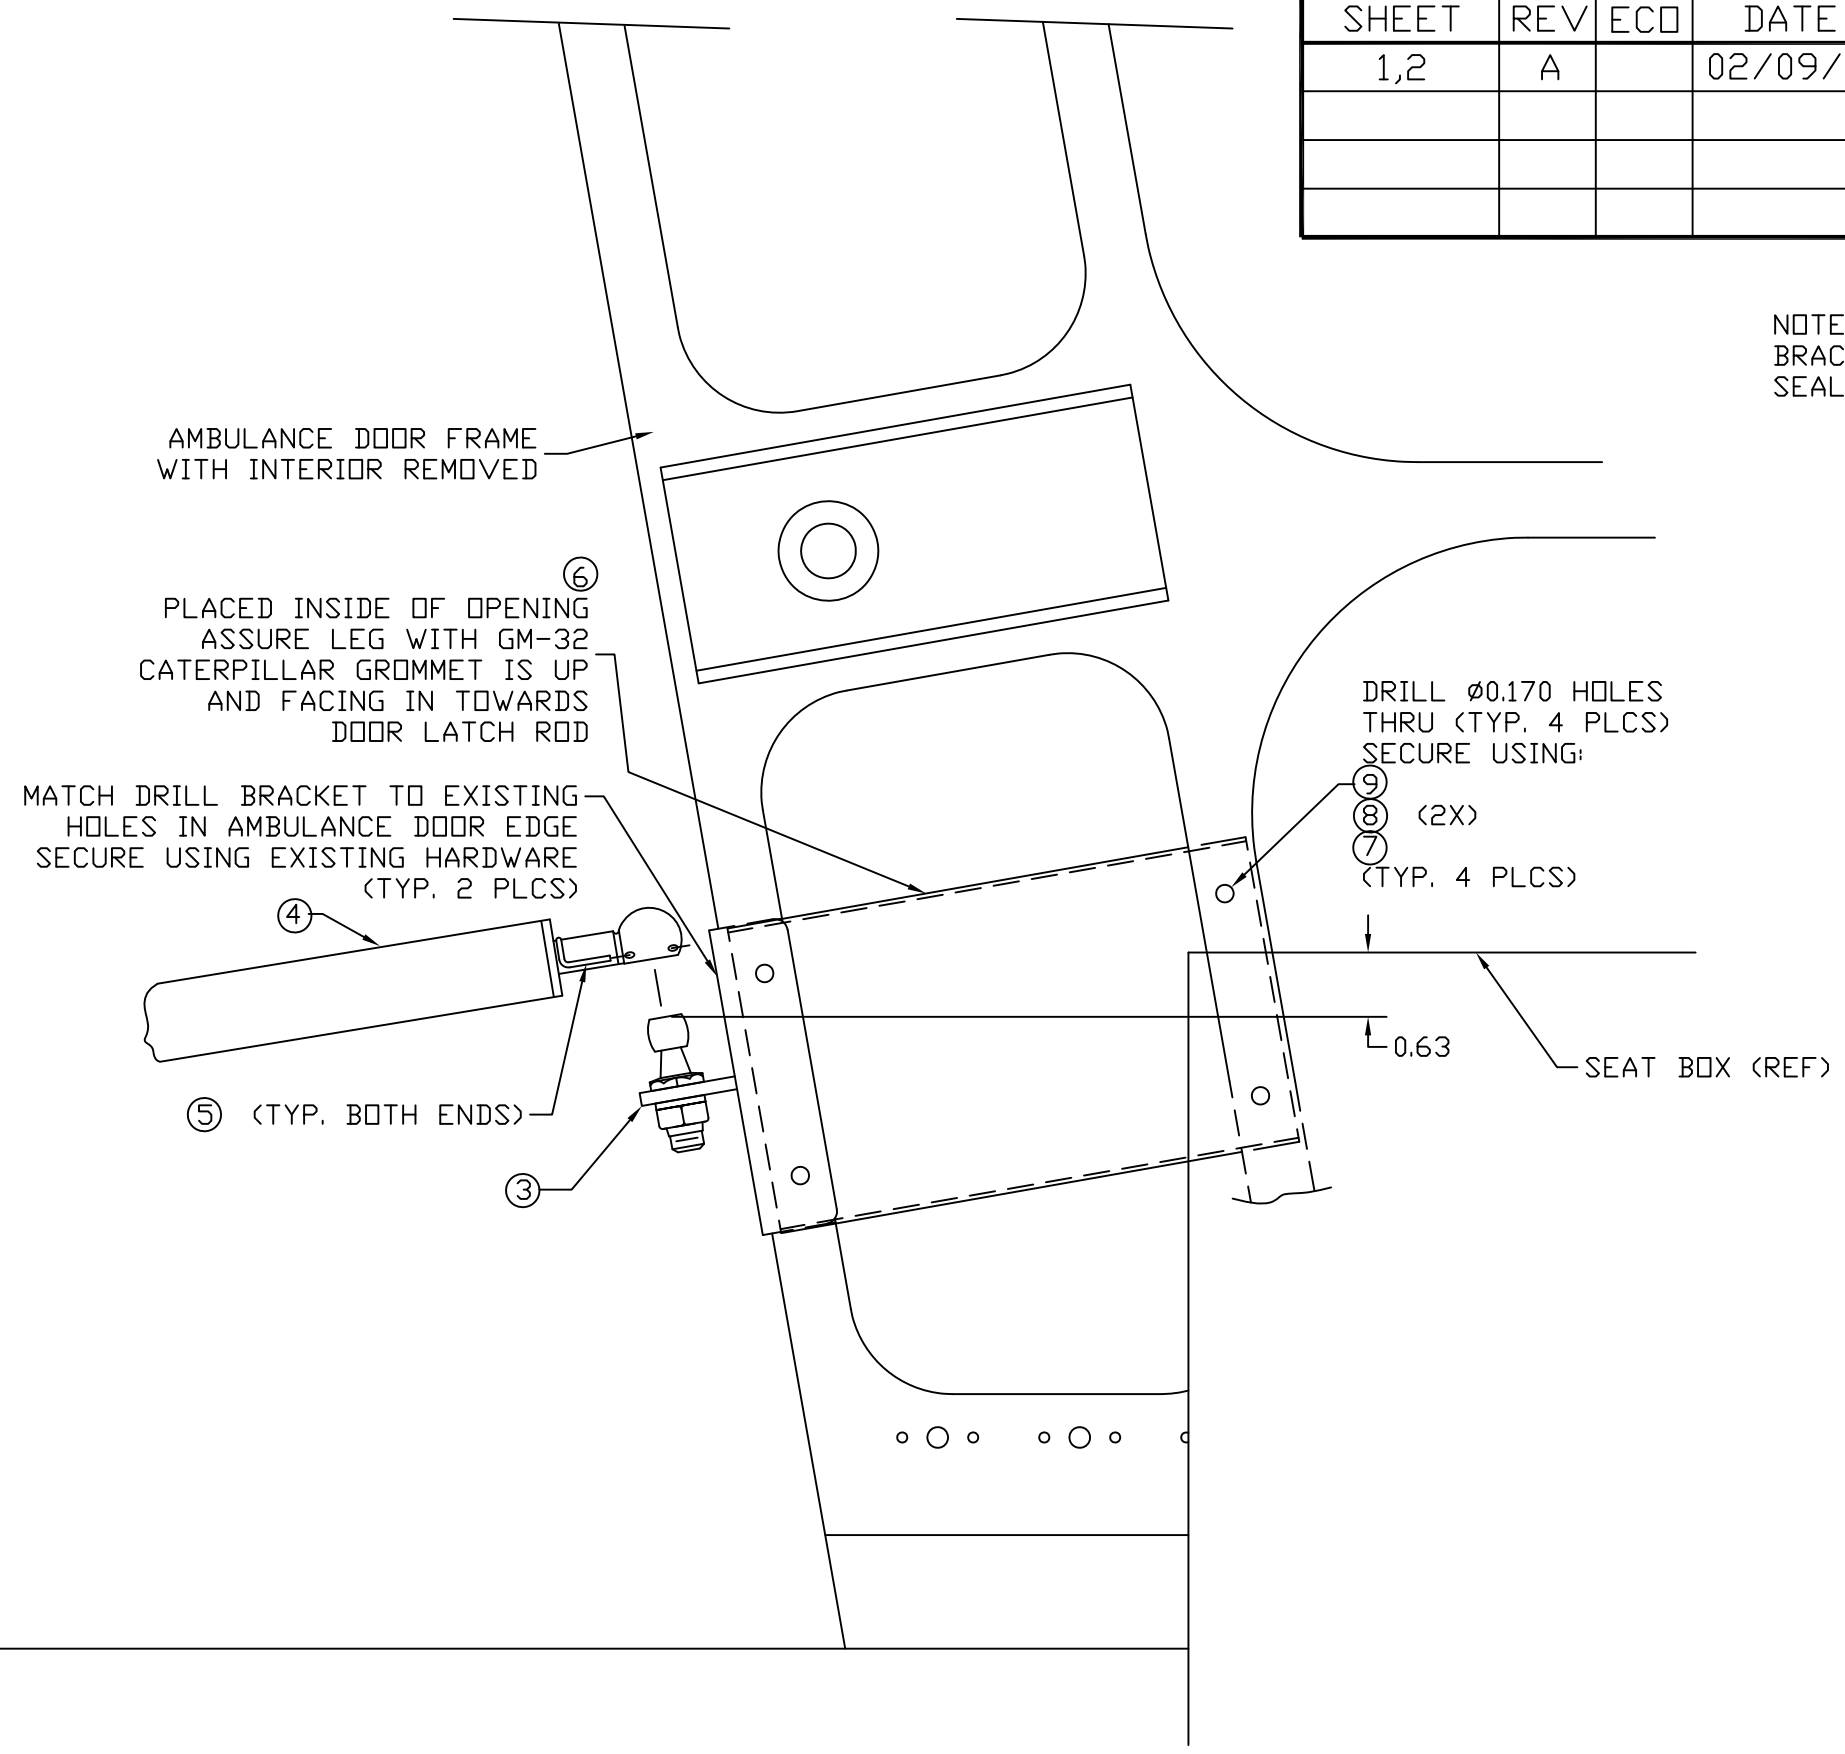 SHEET REV ECO DATE
1,2 A 02/09/
NOTE
BRAC
SEAL
AMBULANCE DOOR FRAME
WITH INTERIOR REMOVED
6
PLACED INSIDE OF OPENING
ASSURE LEG WITH GM-32
CATERPILLAR GROMMET IS UP
AND FACING IN TOWARDS
DOOR LATCH ROD
DRILL Ø0.170 HOLES
THRU (TYP. 4 PLCS)
SECURE USING:
9
8 (2X)
7
(TYP. 4 PLCS)
MATCH DRILL BRACKET TO EXISTING
HOLES IN AMBULANCE DOOR EDGE
SECURE USING EXISTING HARDWARE
(TYP. 2 PLCS)
4
0.63
SEAT BOX (REF)
5 (TYP. BOTH ENDS)
3